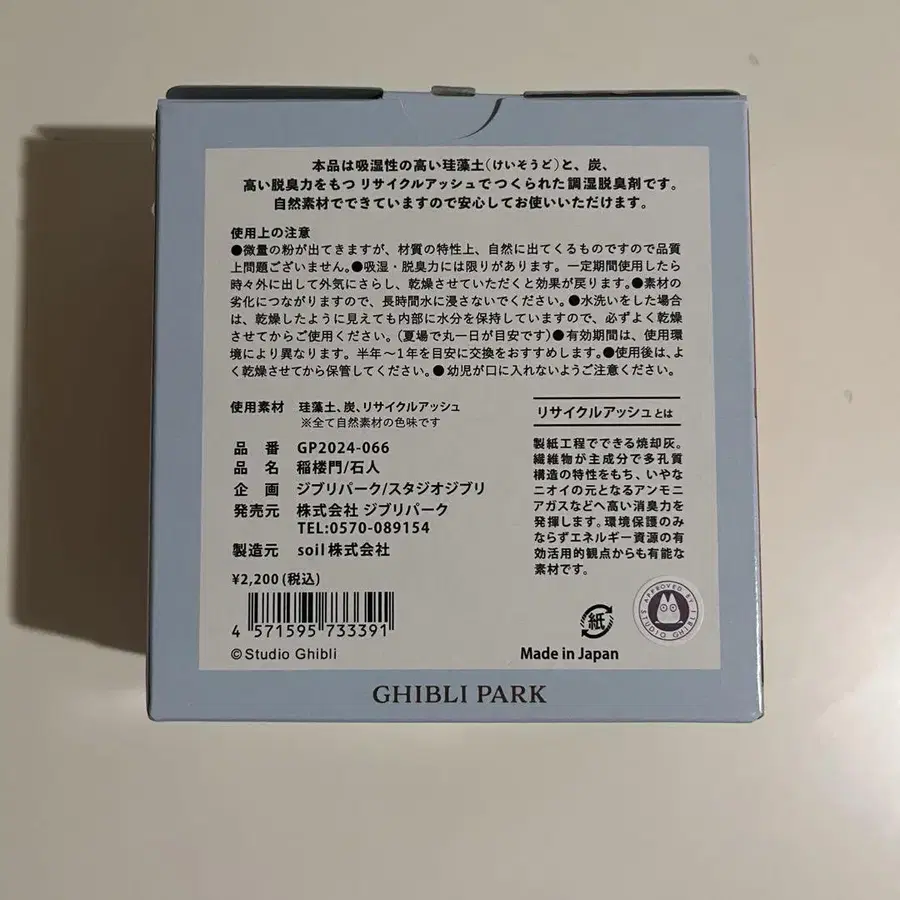 本品は吸湿性の高い珪藻土(けいそうど)と、炭、
高い脱臭力をもつリサイクルアッシュでつくられた調湿脱臭剤です。
自然素材でできていますので安心してお使いいただけます。
使用上の注意
●微量の粉が出てきますが、材質の特性上、自然に出てくるものですので品質
上問題ございません。●吸湿・脱臭力には限りがあります。一定期間使用したら
時々外に出して外気にさらし、乾燥させていただくと効果が戻ります。●素材の
劣化につながりますので、長時間水に浸さないでください。●水洗いをした場合
は、乾燥したように見えても内部に水分を保持していますので、必ずよく乾燥
させてからご使用ください。(夏場で丸一日が目安です)●有効期間は、使用環
境により異なります。半年〜1年を目安に交換をおすすめします。●使用後は、よ
く乾燥させてから保管してください。●幼児が口に入れないようご注意ください。
使用素材 珪藻土、炭、リサイクルアッシュ
※全て自然素材の色味です
品番 GP2024-066
品名 稲楼門/石人
企画 ジブリパーク/スタジオジブリ
発売元 株式会社 ジブリパーク
TEL:0570-089154
製造元 soil株式会社
¥2,200(税込)
4 571595 733391
©Studio Ghibli
リサイクルアッシュとは
製紙工程でできる焼却灰。
繊維物が主成分で多孔質
構造の特性をもち、いやな
ニオイの元となるアンモニ
アガスなどへ高い消臭力を
発揮します。環境保護のみ
ならずエネルギー資源の有
効活用的観点からも有能な
素材です。
紙
APPROVED BY STUDIO GHIBLI
Made in Japan
GHIBLI PARK